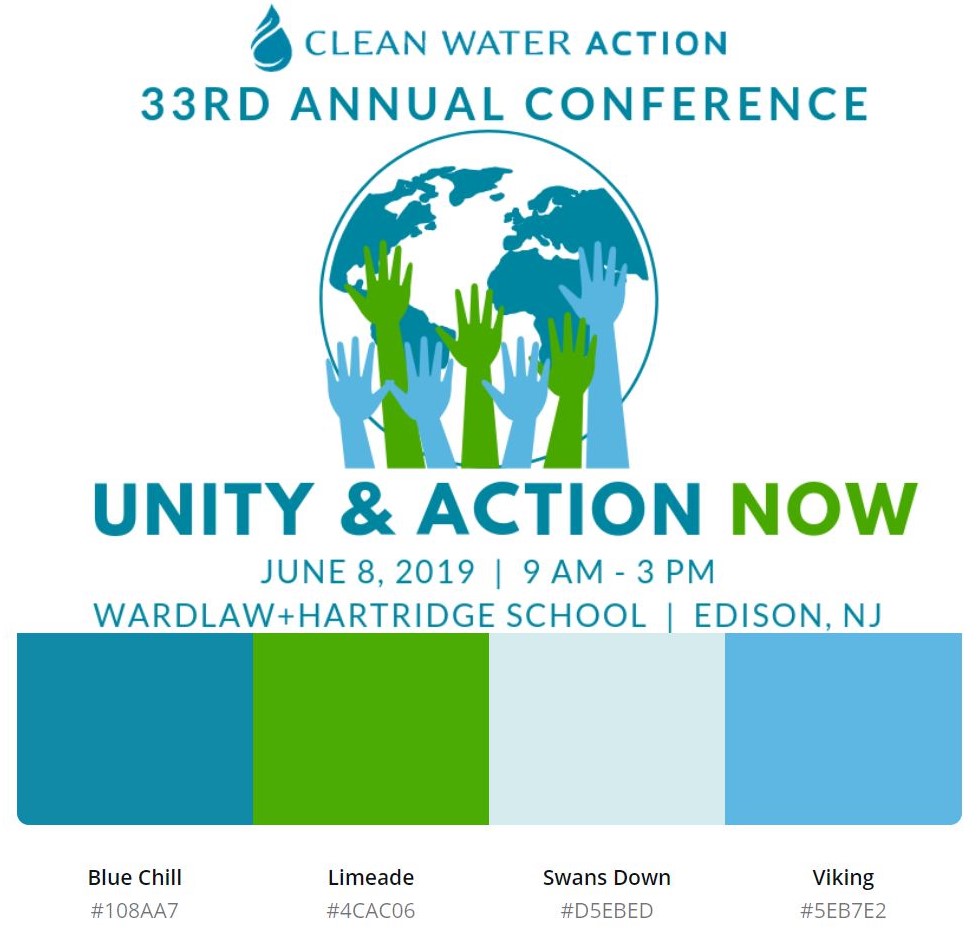 CLEAN WATER ACTION
33RD ANNUAL CONFERENCE
UNITY & ACTION NOW
JUNE 8, 2019 | 9 AM - 3 PM
WARDLAW+HARTRIDGE SCHOOL | EDISON, NJ
Blue Chill Limeade Swans Down Viking
#108AA7 #4CAC06 #D5EBED #5EB7E2